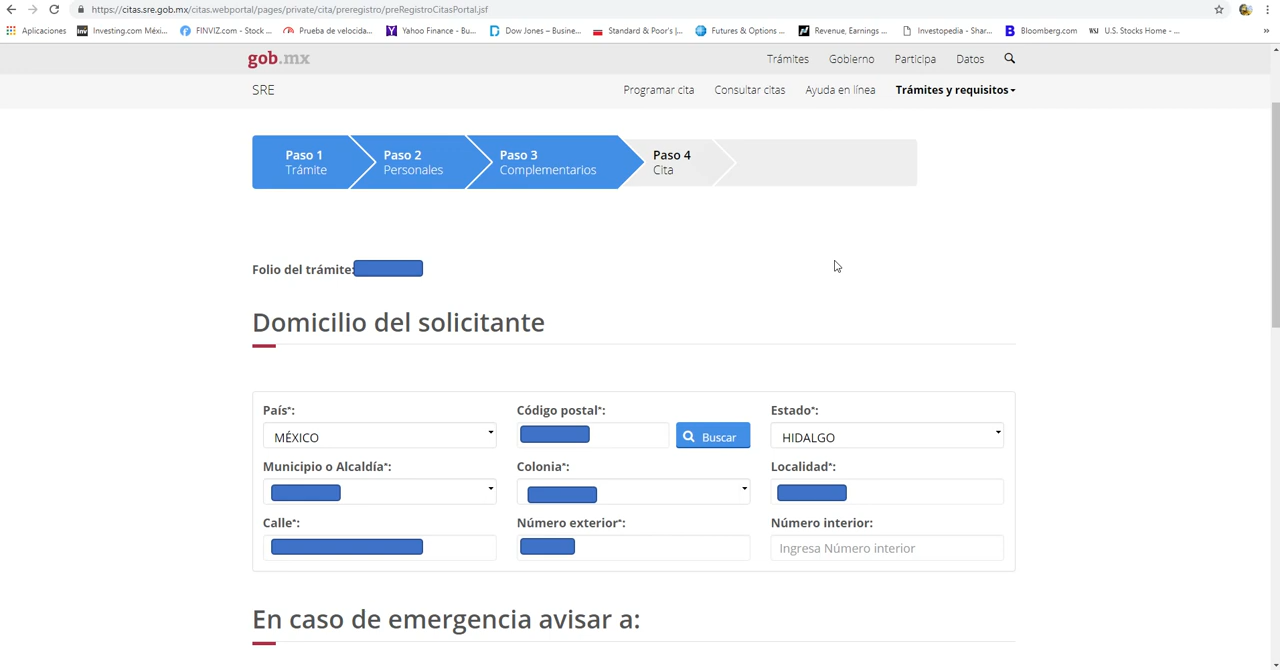 https://citas.sre.gob.mx/citas.webportal/pages/private/cita/preregistro/preRegistroCitasPortal.jsf
Aplicaciones Investing.com Méxi... FINVIZ.com - Stock ... Prueba de velocida... Yahoo Finance - Bu... Dow Jones – Busine... Standard & Poor's |... Futures & Options ... Revenue, Earnings ... Investopedia - Shar... Bloomberg.com U.S. Stocks Home - ... »
gob.mx Trámites Gobierno Participa Datos
SRE Programar cita Consultar citas Ayuda en línea Trámites y requisitos
Paso 1 Paso 2 Paso 3 Paso 4
Trámite Personales Complementarios Cita
Folio del trámite:
Domicilio del solicitante
País*: Código postal*: Estado*:
MÉXICO Buscar HIDALGO
Municipio o Alcaldía*: Colonia*: Localidad*:
Calle*: Número exterior*: Número interior:
Ingresa Número interior
En caso de emergencia avisar a: